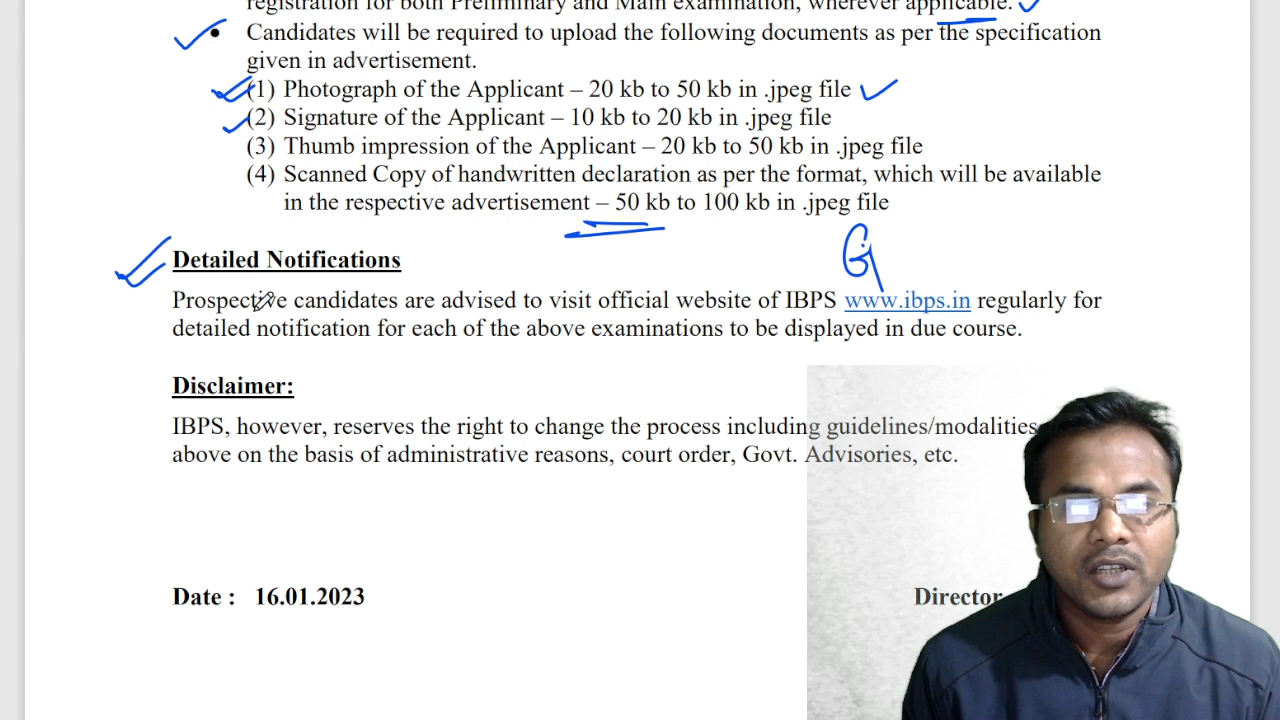 registration for both Preliminary and Main examination, wherever applicable.
• Candidates will be required to upload the following documents as per the specification
given in advertisement.
(1) Photograph of the Applicant – 20 kb to 50 kb in .jpeg file
(2) Signature of the Applicant – 10 kb to 20 kb in .jpeg file
(3) Thumb impression of the Applicant – 20 kb to 50 kb in .jpeg file
(4) Scanned Copy of handwritten declaration as per the format, which will be available
in the respective advertisement – 50 kb to 100 kb in .jpeg file
Detailed Notifications
Prospective candidates are advised to visit official website of IBPS www.ibps.in regularly for
detailed notification for each of the above examinations to be displayed in due course.
Disclaimer:
IBPS, however, reserves the right to change the process including guidelines/modalities
above on the basis of administrative reasons, court order, Govt. Advisories, etc.
Date : 16.01.2023 Director